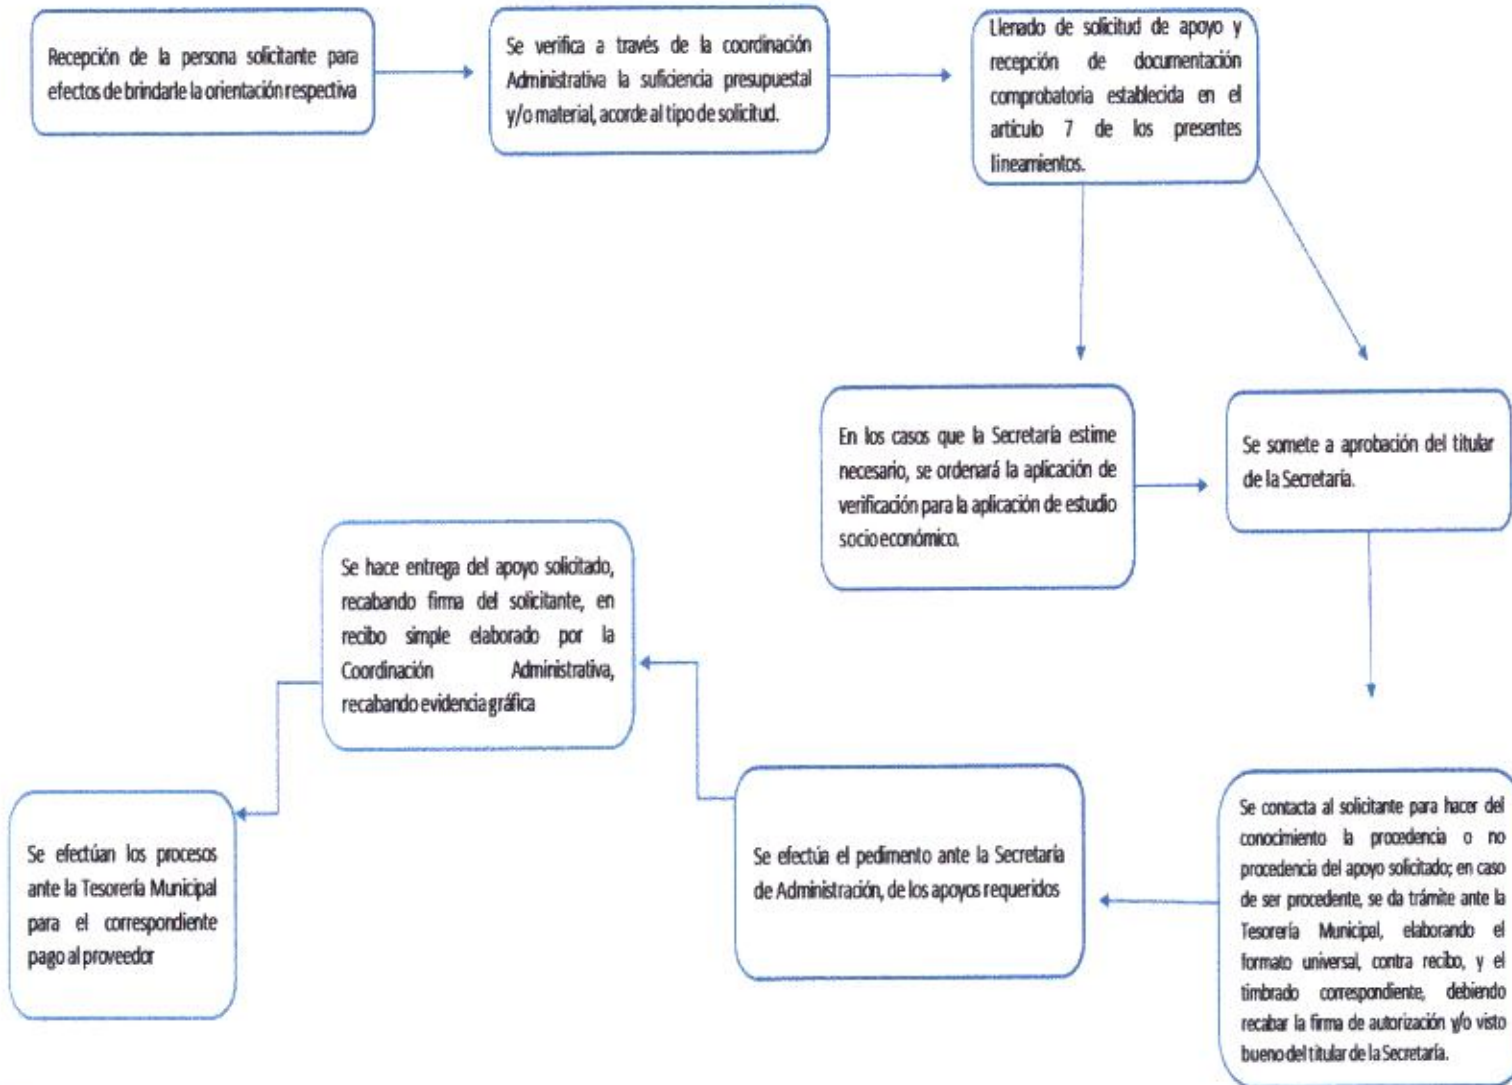 Recepción de la persona solicitante para
efectos de brindarle la orientación respectiva
Se verifica a través de la coordinación
Administrativa la suficiencia presupuestal
y/o material, acorde al tipo de solicitud.
Llenado de solicitud de apoyo y
recepción de documentación
comprobatoria establecida en el
artículo 7 de los presentes
lineamientos.
En los casos que la Secretaría estime
necesario, se ordenará la aplicación de
verificación para la aplicación de estudio
socio económico.
Se somete a aprobación del titular
de la Secretaría.
Se contacta al solicitante para hacer del
conocimiento la procedencia o no
procedencia del apoyo solicitado; en caso
de ser procedente, se da trámite ante la
Tesorería Municipal, elaborando el
formato universal, contra recibo, y el
timbrado correspondiente, debiendo
recabar la firma de autorización y/o visto
bueno del titular de la Secretaría.
Se efectúa el pedimento ante la Secretaría
de Administración, de los apoyos requeridos
Se hace entrega del apoyo solicitado,
recabando firma del solicitante, en
recibo simple elaborado por la
Coordinación Administrativa,
recabando evidencia gráfica
Se efectúan los procesos
ante la Tesorería Municipal
para el correspondiente
pago al proveedor